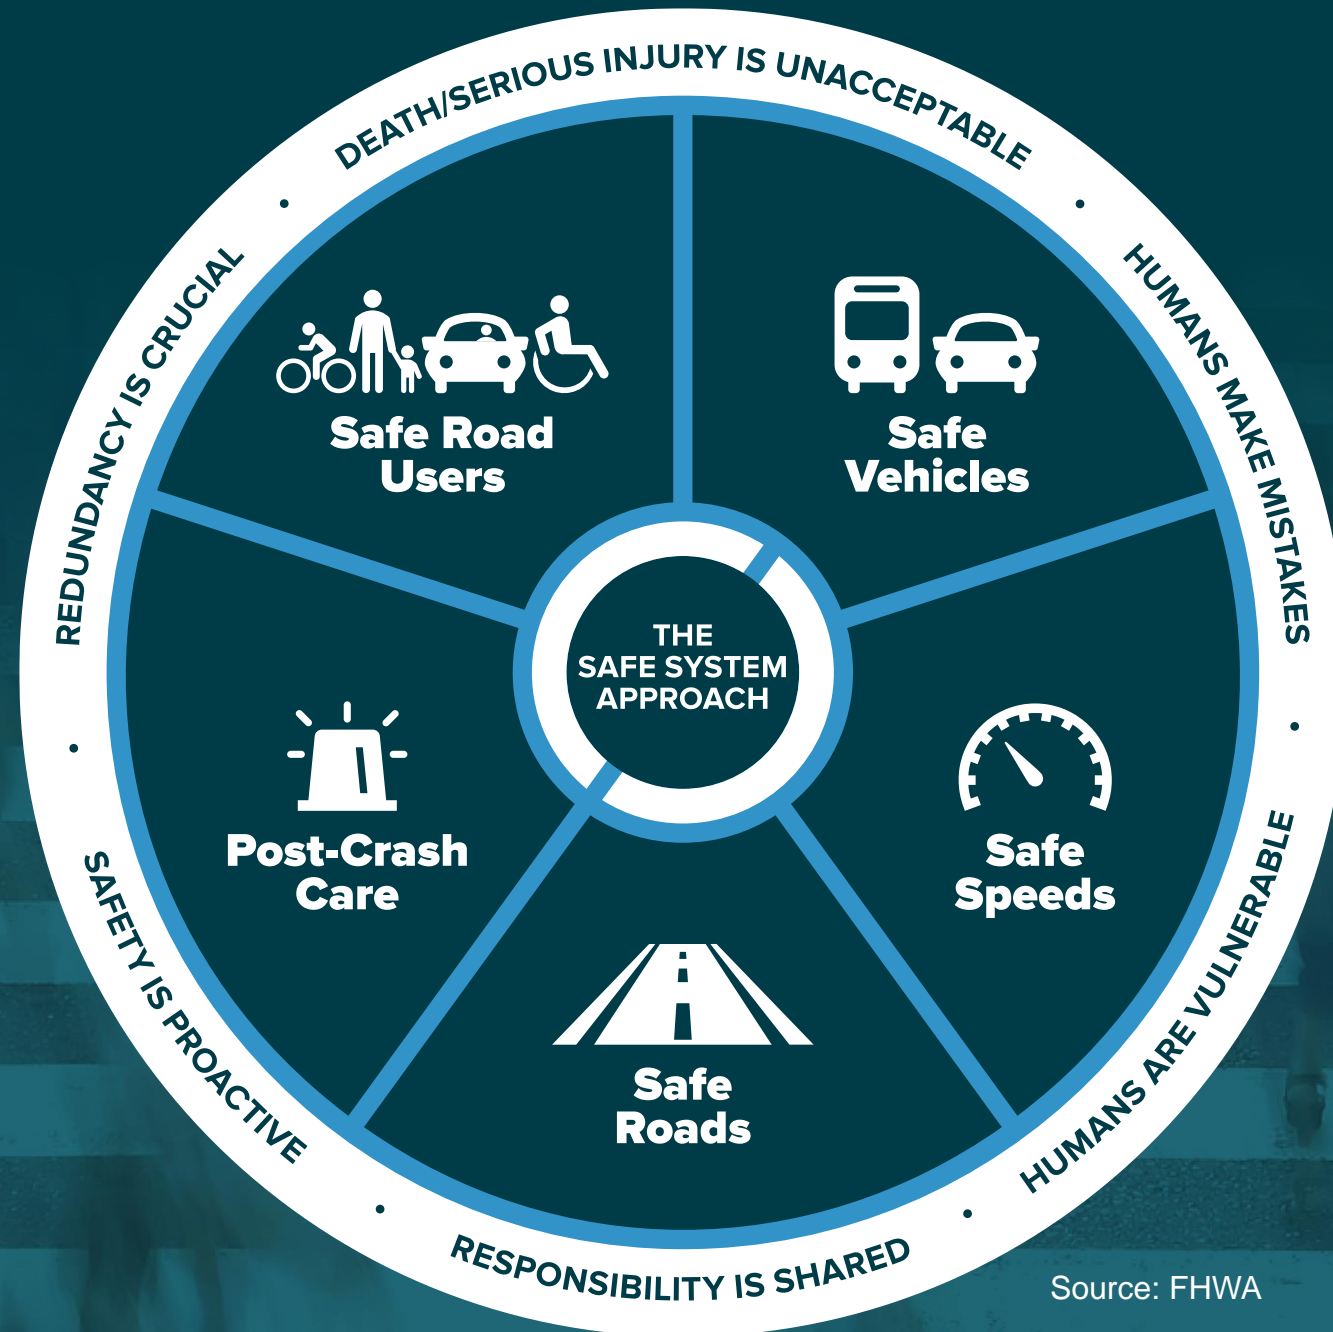 DEATH/SERIOUS INJURY IS UNACCEPTABLE
HUMANS MAKE MISTAKES
HUMANS ARE VULNERABLE
RESPONSIBILITY IS SHARED
SAFETY IS PROACTIVE
REDUNDANCY IS CRUCIAL
Safe Road
Users
Safe
Vehicles
THE
SAFE SYSTEM
APPROACH
Post-Crash
Care
Safe
Speeds
Safe
Roads
Source: FHWA